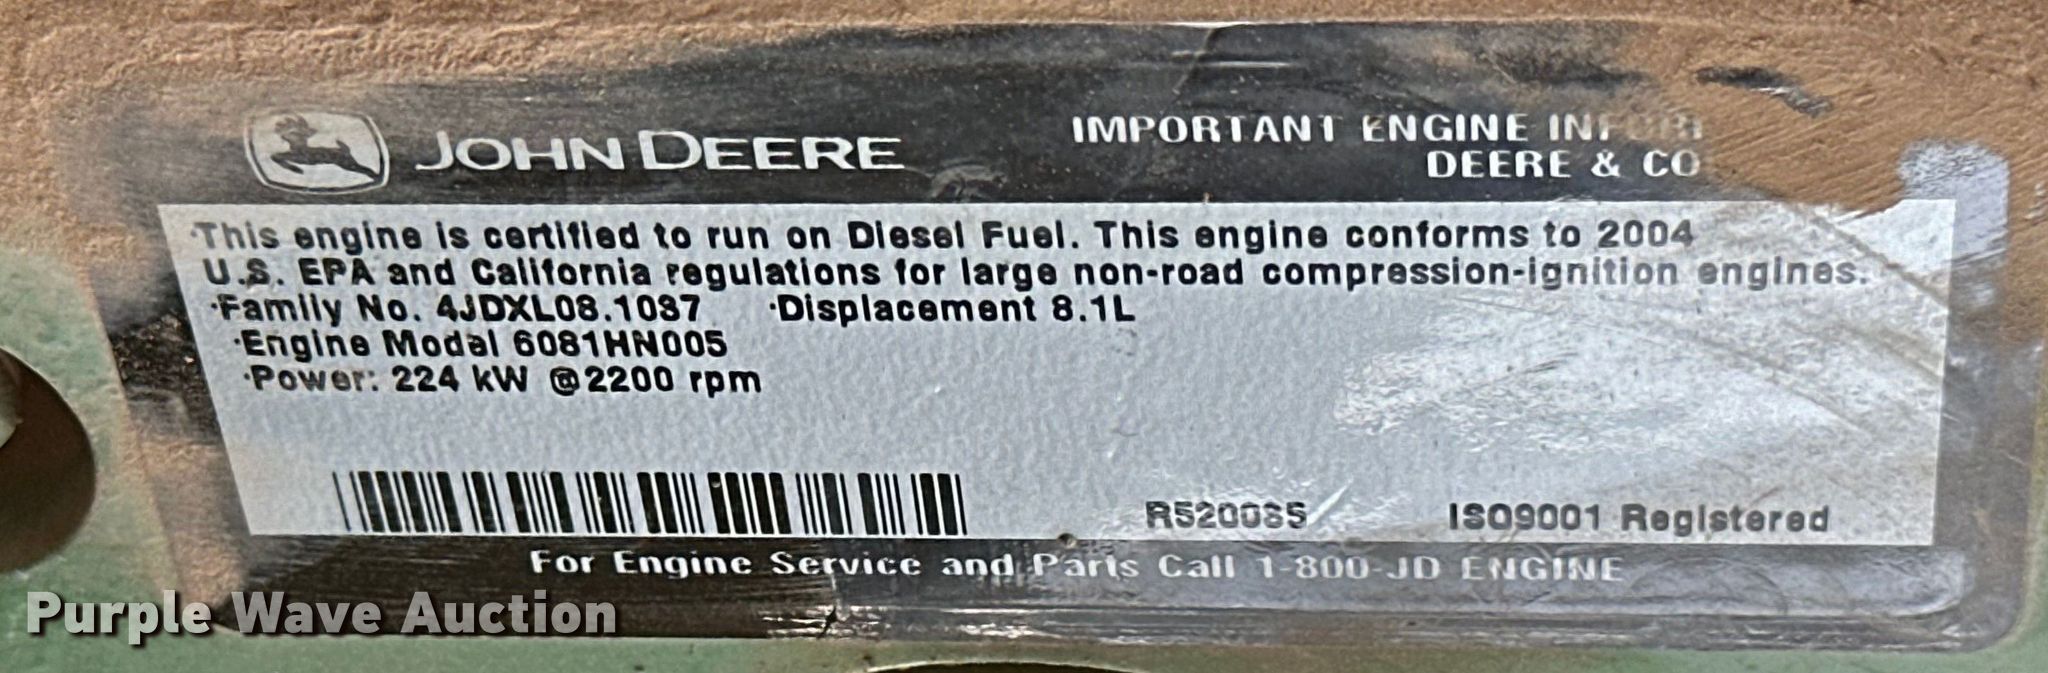 JOHN DEERE
IMPORTANT ENGINE
DEERE & CO
·This engine is certified to run on Diesel Fuel. This engine conforms to 2004
U.S. EPA and California regulations for large non-road compression-ignition engines.
·Family No. 4JDXL08.1037 ·Displacement 8.1L
·Engine Model 6081HN005
·Power: 224 kW @2200 rpm
ISO9001 Registered
For Engine Service and Parts Call 1-800-JD ENGINE
Purple Wave Auction